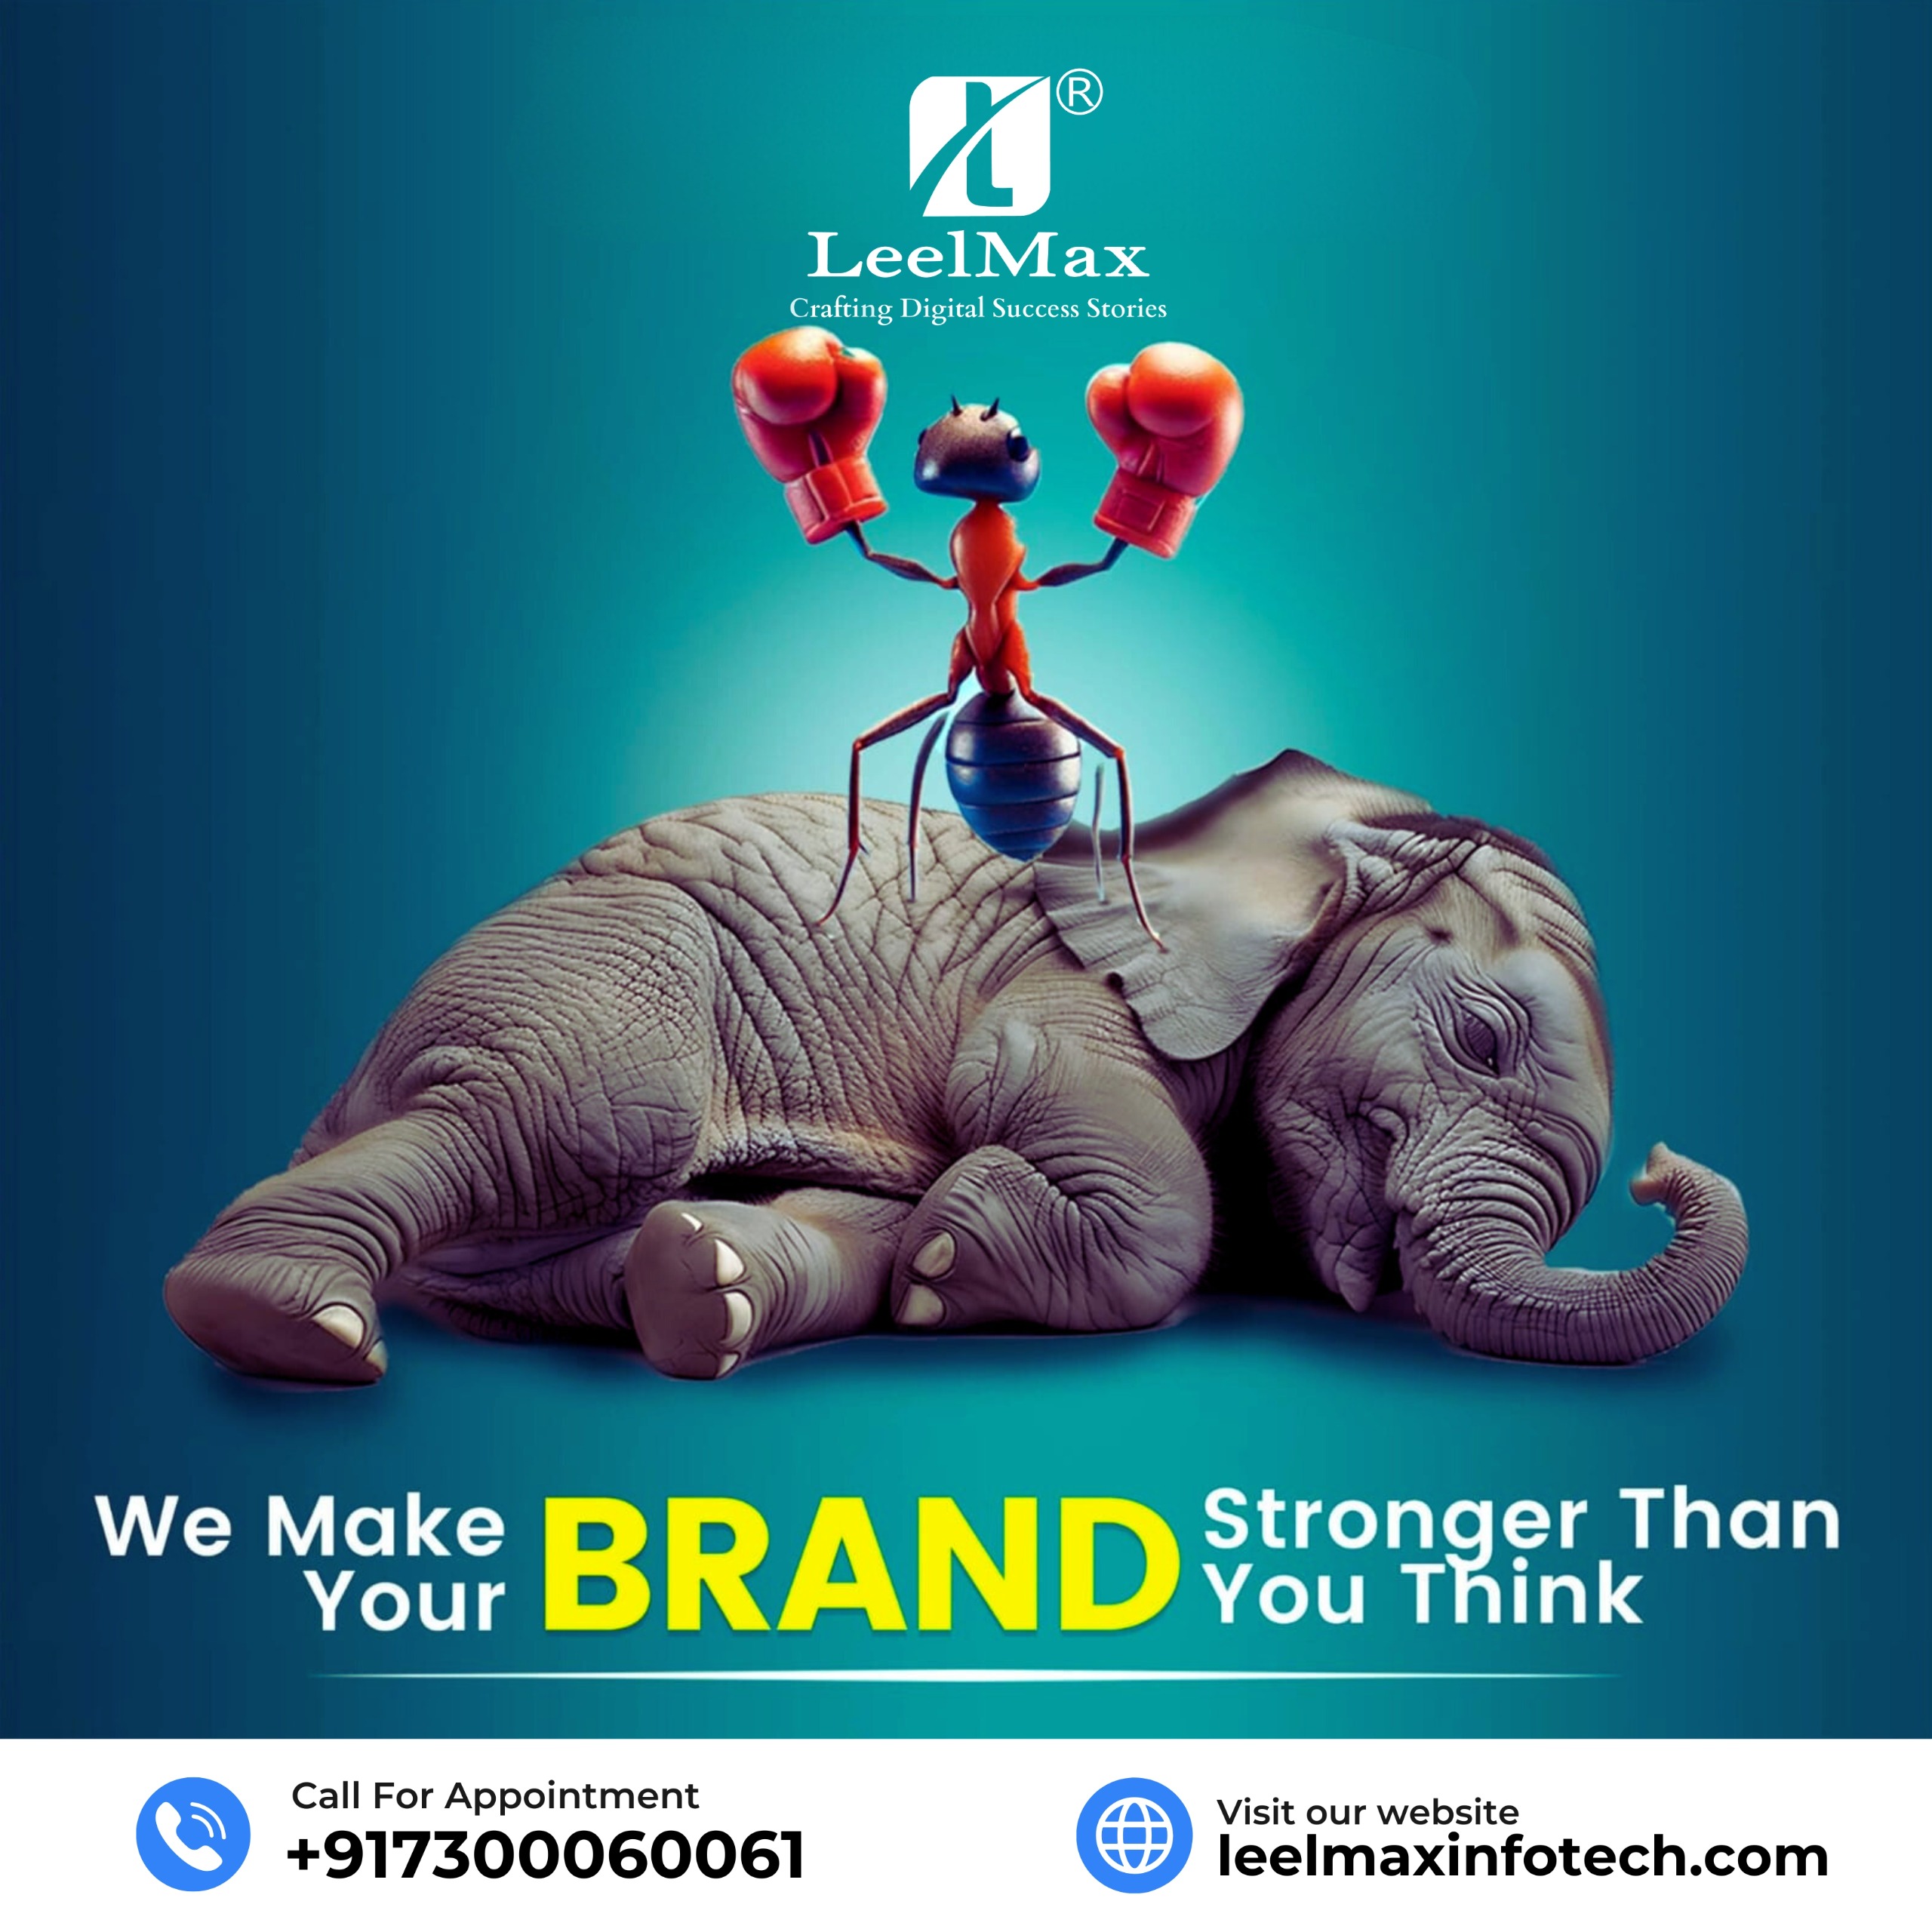 ®
LeelMax
Crafting Digital Success Stories
We Make
Your
BRAND
Stronger Than
You Think
Call For Appointment
+917300060061
Visit our website
leelmaxinfotech.com